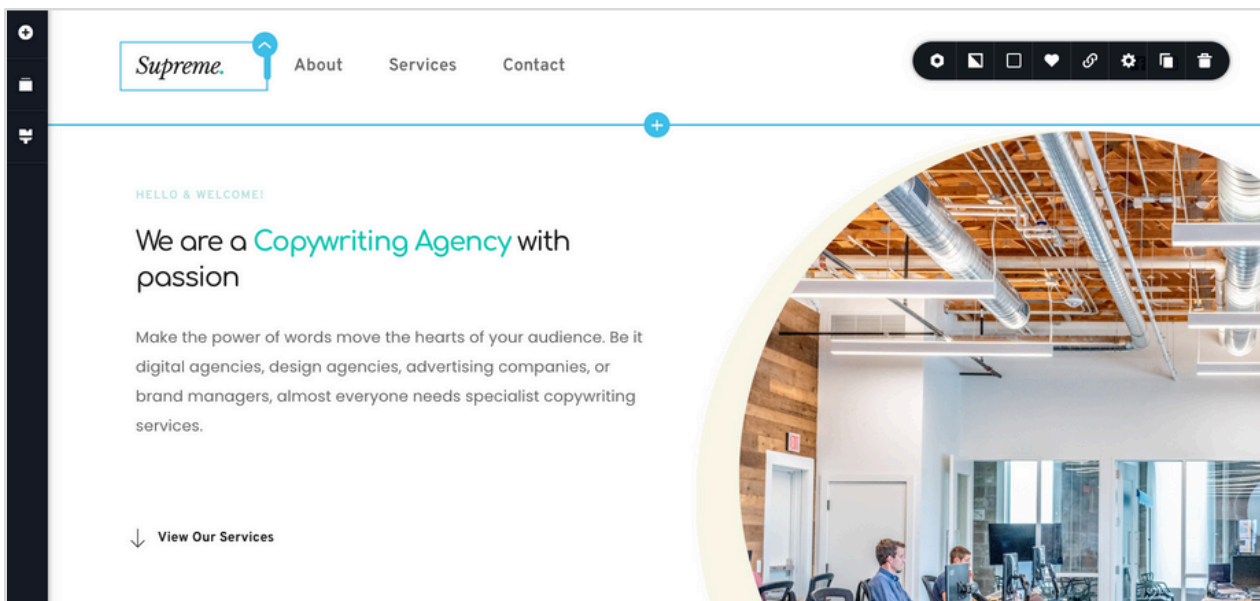 Supreme.
About
Services
Contact
HELLO & WELCOME!
We are a Copywriting Agency with
passion
Make the power of words move the hearts of your audience. Be it
digital agencies, design agencies, advertising companies, or
brand managers, almost everyone needs specialist copywriting
services.
View Our Services